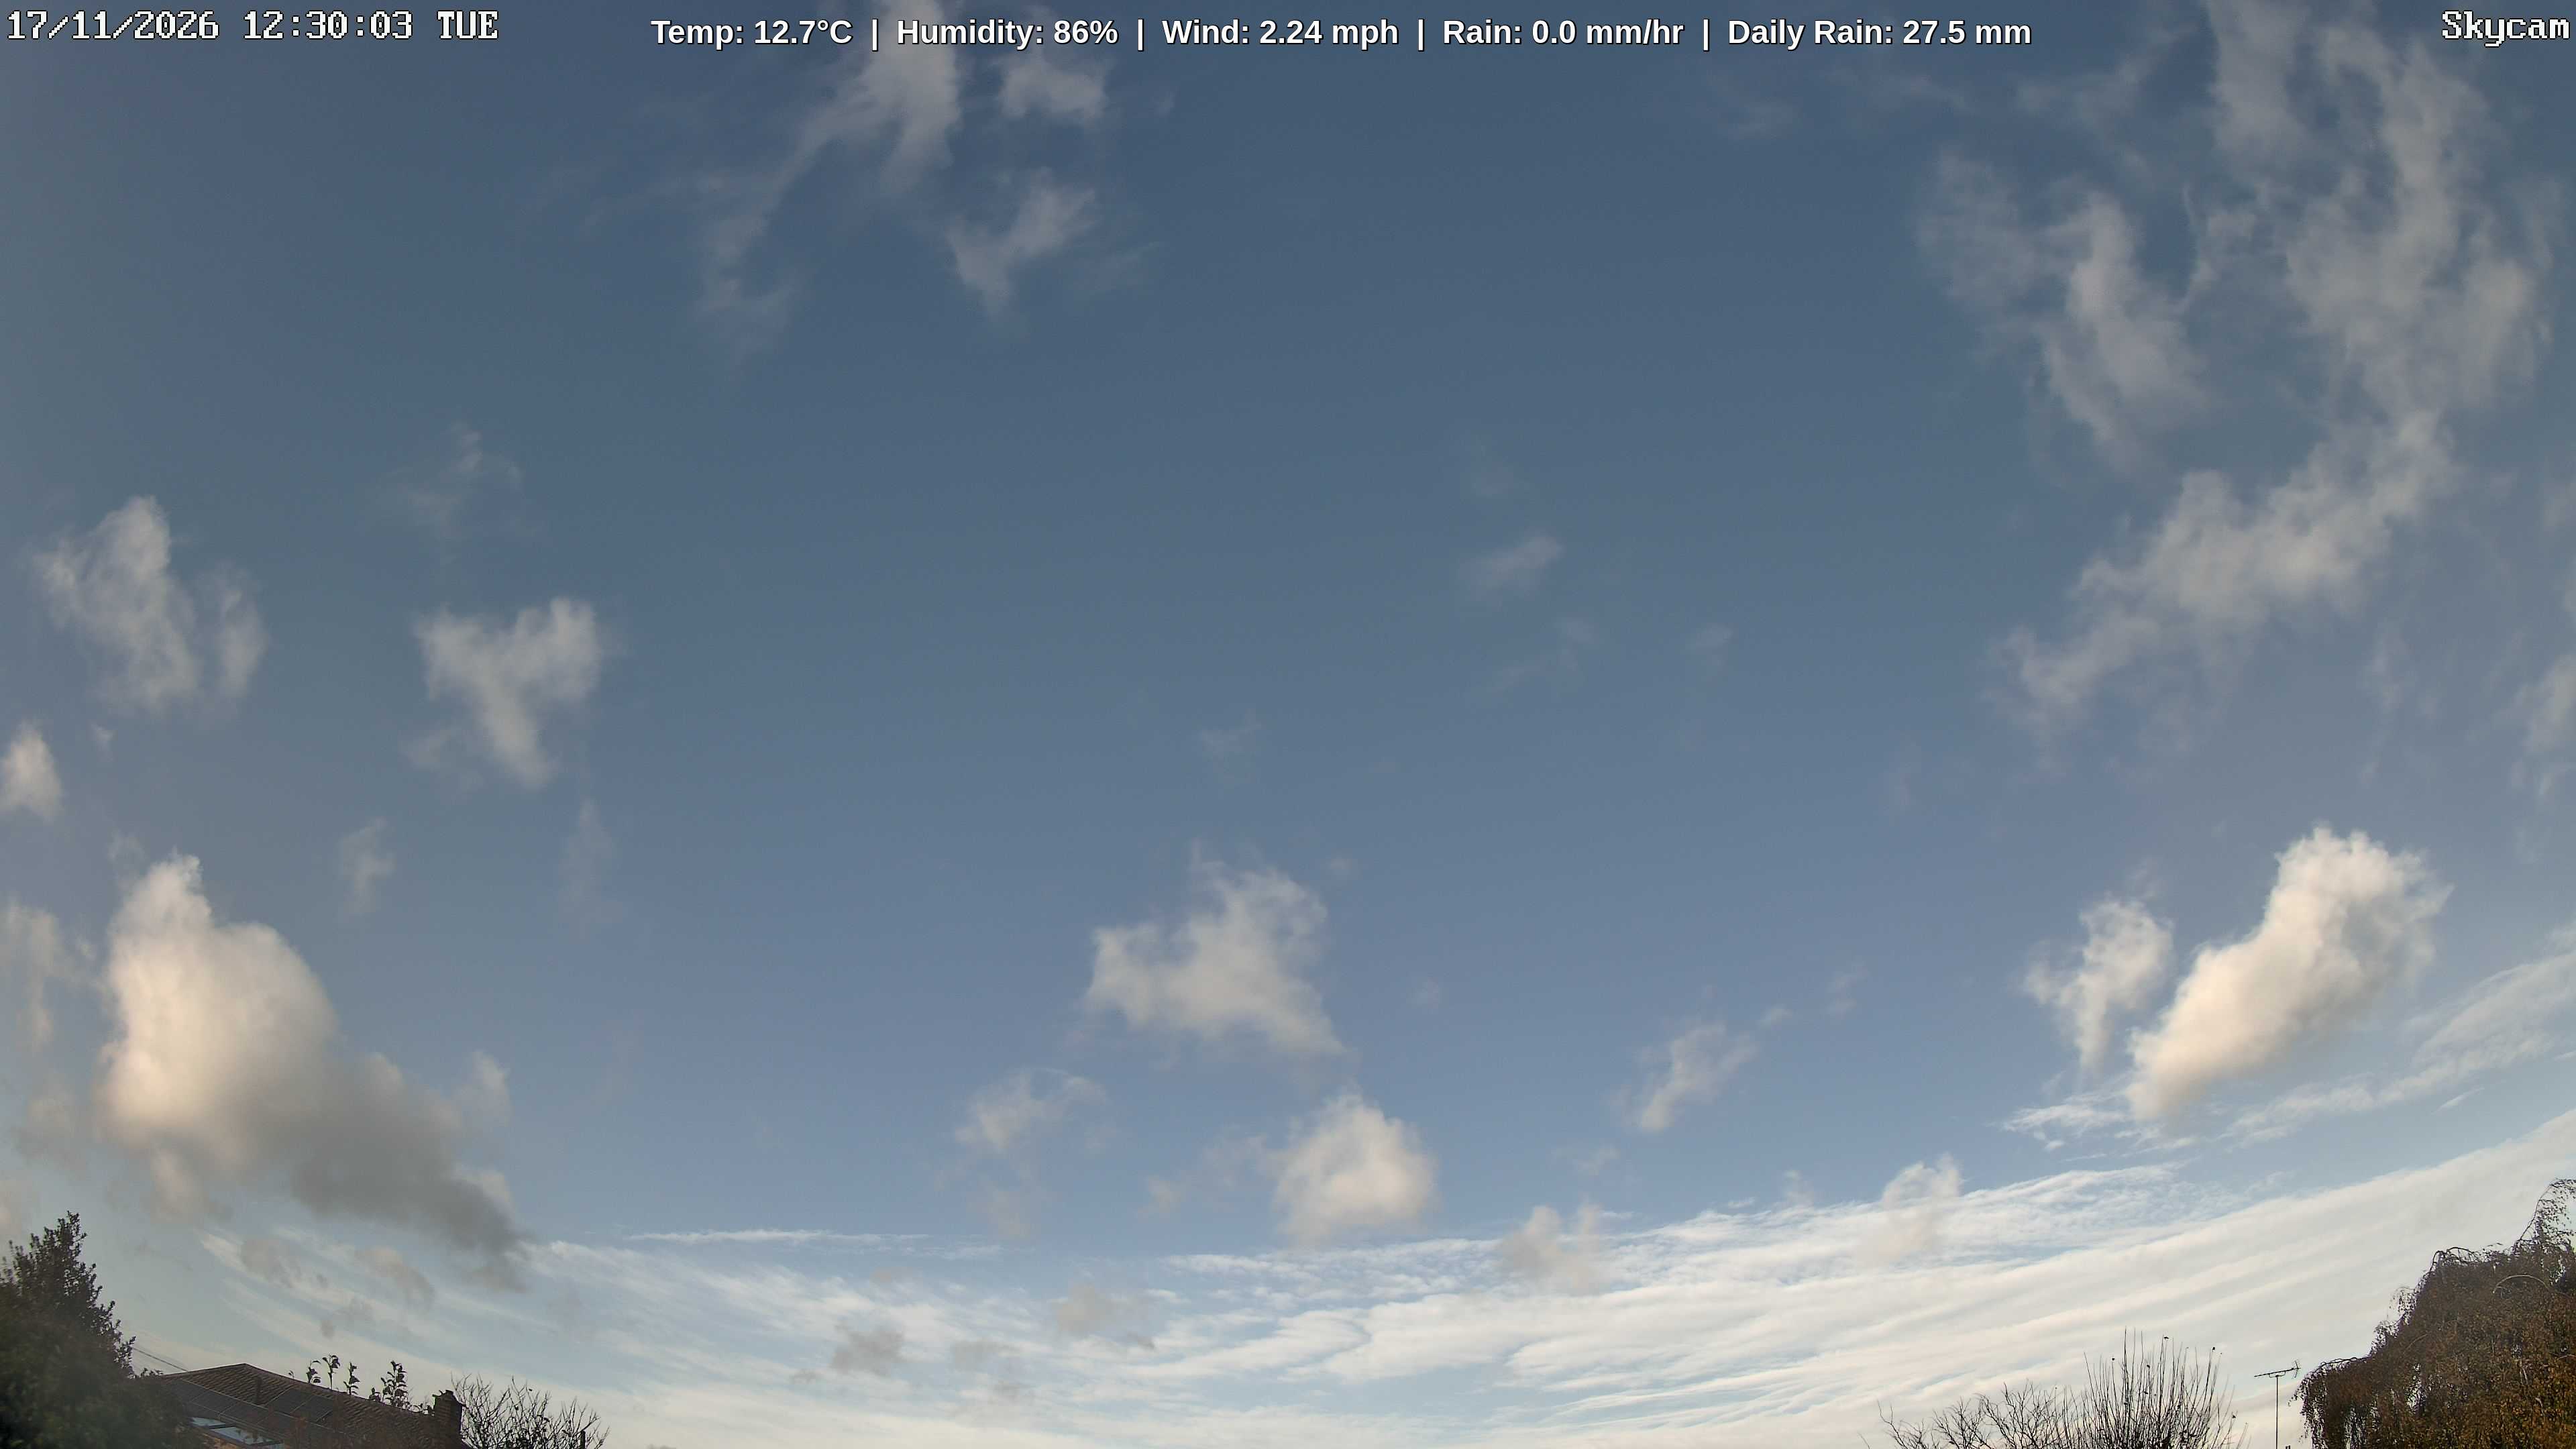 17/11/2026 12:30:03 TUE
Temp: 12.7°C | Humidity: 86% | Wind: 2.24 mph | Rain: 0.0 mm/hr | Daily Rain: 27.5 mm
Skycam